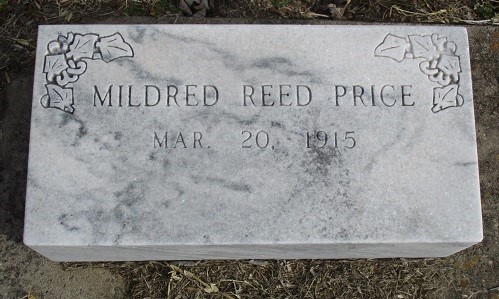 MILDRED REED PRICE
MAR. 20, 1915